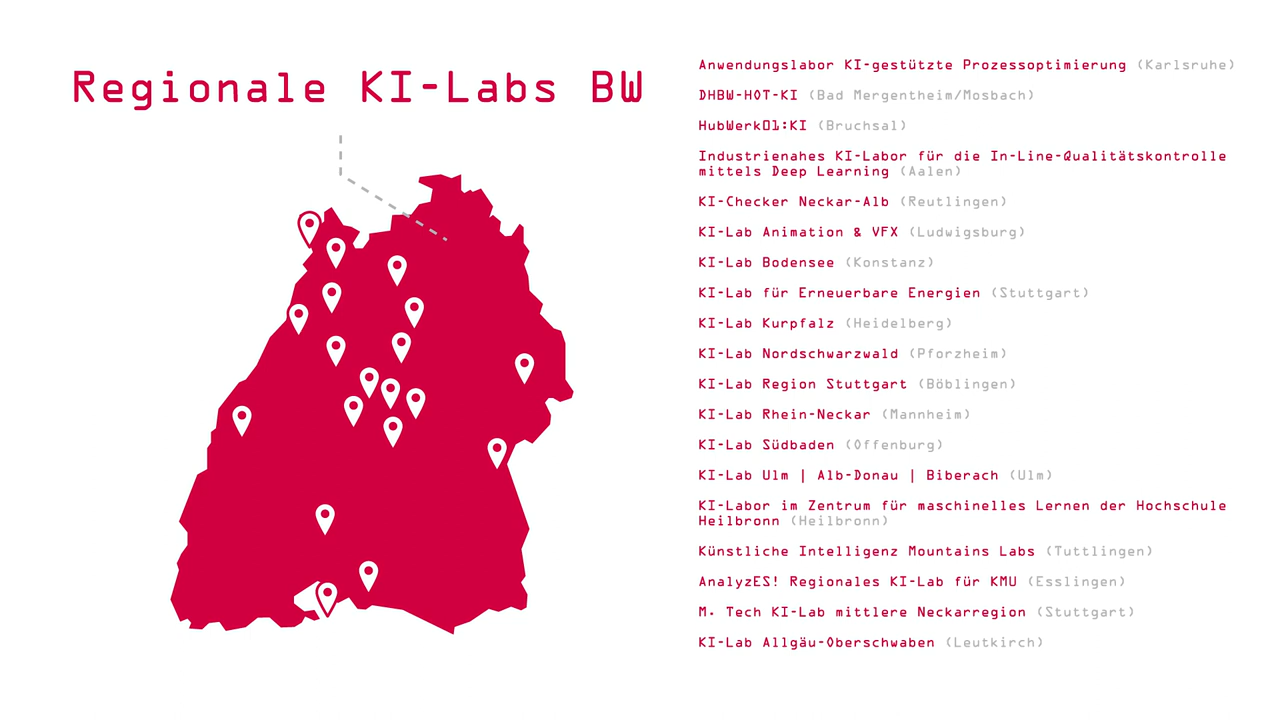 Regionale KI-Labs BW
Anwendungslabor KI-gestützte Prozessoptimierung (Karlsruhe)
DHBW-HOT-KI (Bad Mergentheim/Mosbach)
HubWerk01:KI (Bruchsal)
Industrienahes KI-Labor für die In-Line-Qualitätskontrolle
mittels Deep Learning (Aalen)
KI-Checker Neckar-Alb (Reutlingen)
KI-Lab Animation & VFX (Ludwigsburg)
KI-Lab Bodensee (Konstanz)
KI-Lab für Erneuerbare Energien (Stuttgart)
KI-Lab Kurpfalz (Heidelberg)
KI-Lab Nordschwarzwald (Pforzheim)
KI-Lab Region Stuttgart (Böblingen)
KI-Lab Rhein-Neckar (Mannheim)
KI-Lab Südbaden (Offenburg)
KI-Lab Ulm | Alb-Donau | Biberach (Ulm)
KI-Labor im Zentrum für maschinelles Lernen der Hochschule
Heilbronn (Heilbronn)
Künstliche Intelligenz Mountains Labs (Tuttlingen)
AnalyzES! Regionales KI-Lab für KMU (Esslingen)
M. Tech KI-Lab mittlere Neckarregion (Stuttgart)
KI-Lab Allgäu-Oberschwaben (Leutkirch)